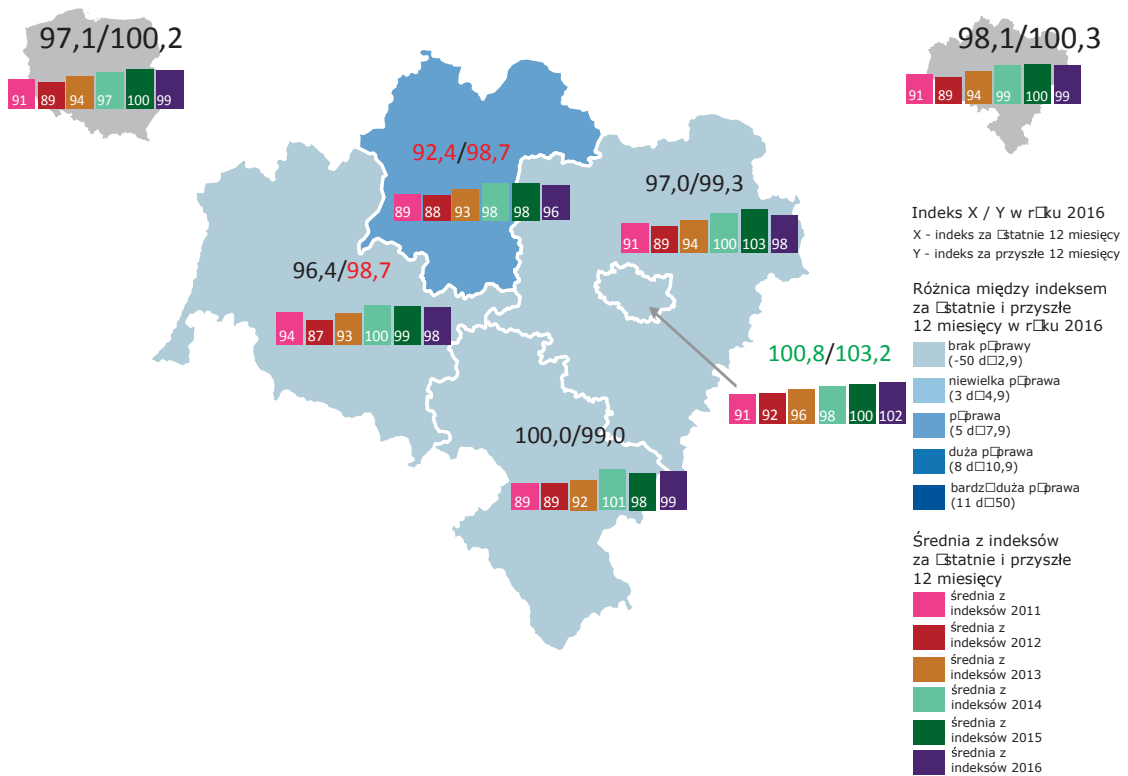 97,1/100,2
91 89 94 97 100 99
98,1/100,3
91 89 94 99 100 99
92,4/98,7
89 88 93 98 98 96
97,0/99,3
91 89 94 100 103 98
96,4/98,7
94 87 93 100 99 98
100,8/103,2
91 92 96 98 100 102
100,0/99,0
89 89 92 101 98 99
Indeks X / Y w r□ku 2016
X - indeks za □statnie 12 miesięcy
Y - indeks za przyszłe 12 miesięcy
Różnica między indeksem
za □statnie i przyszłe
12 miesięcy w r□ku 2016
brak p□prawy
(-50 d□2,9)
niewielka p□prawa
(3 d□4,9)
p□prawa
(5 d□7,9)
duża p□prawa
(8 d□10,9)
bardz□duża p□prawa
(11 d□50)
Średnia z indeksów
za □statnie i przyszłe
12 miesięcy
średnia z
indeksów 2011
średnia z
indeksów 2012
średnia z
indeksów 2013
średnia z
indeksów 2014
średnia z
indeksów 2015
średnia z
indeksów 2016